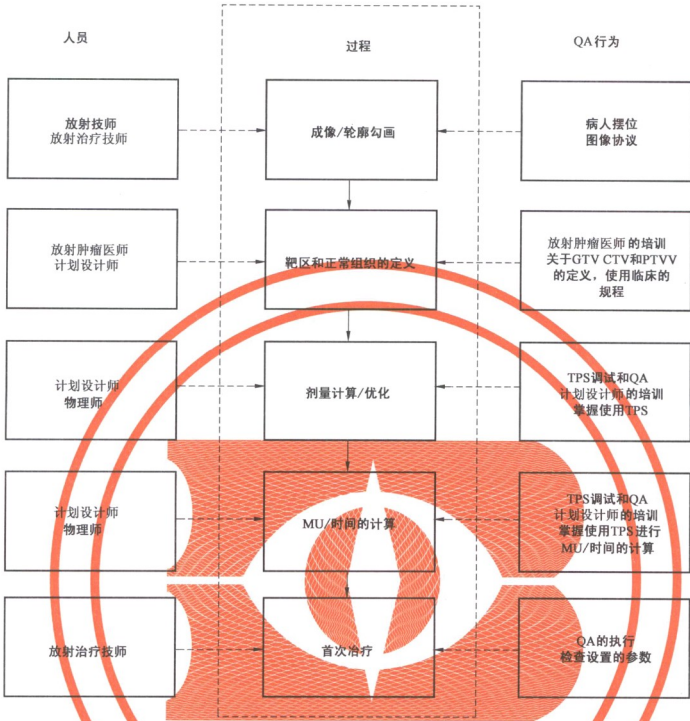 人员
过程
QA行为
放射技师
放射治疗技师
成像/轮廓勾画
病人摆位
图像协议
放射肿瘤医师
计划设计师
靶区和正常组织的定义
放射肿瘤医师的培训
关于GTV CTV和PTVV
的定义，使用临床的
规程
计划设计师
物理师
剂量计算/优化
TPS调试和QA
计划设计师的培训
掌握使用TPS
计划设计师
物理师
MU/时间的计算
TPS调试和QA
计划设计师的培训
掌握使用TPS进行
MU/时间的计算
放射治疗技师
首次治疗
QA的执行
检查设置的参数